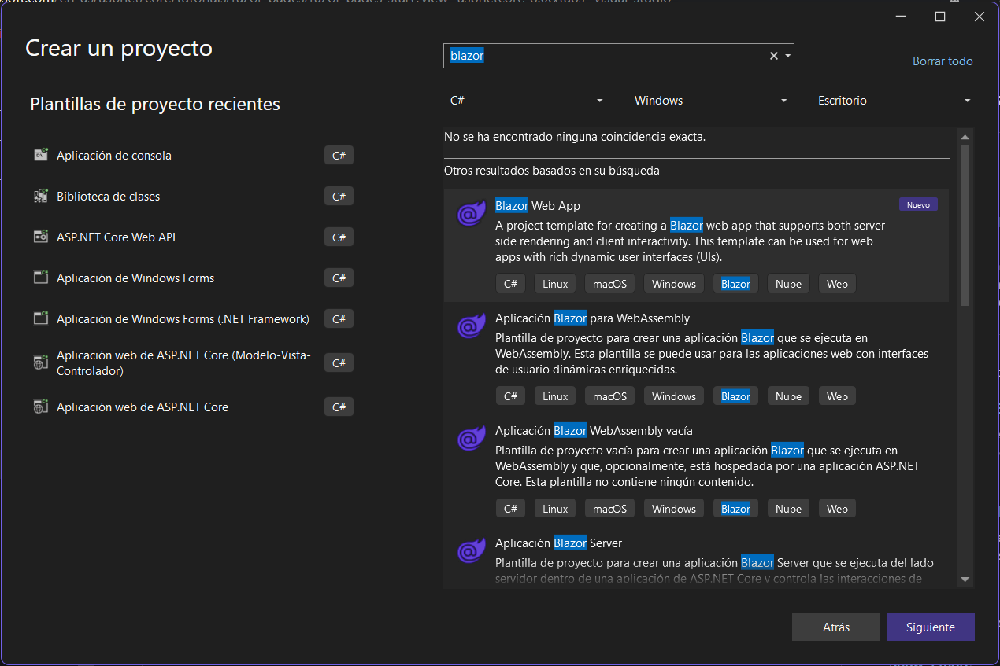 Crear un proyecto
blazor
Borrar todo
Plantillas de proyecto recientes
C#
Windows
Escritorio
Aplicación de consola
C#
Biblioteca de clases
C#
ASP.NET Core Web API
C#
Aplicación de Windows Forms
C#
Aplicación de Windows Forms (.NET Framework)
C#
Aplicación web de ASP.NET Core (Modelo-Vista-
Controlador)
C#
Aplicación web de ASP.NET Core
C#
No se ha encontrado ninguna coincidencia exacta.
Otros resultados basados en su búsqueda
Blazor Web App
Nuevo
A project template for creating a Blazor web app that supports both server-
side rendering and client interactivity. This template can be used for web
apps with rich dynamic user interfaces (UIs).
C# Linux macOS Windows Blazor Nube Web
Aplicación Blazor para WebAssembly
Plantilla de proyecto para crear una aplicación Blazor que se ejecuta en
WebAssembly. Esta plantilla se puede usar para las aplicaciones web con interfaces
de usuario dinámicas enriquecidas.
C# Linux macOS Windows Blazor Nube Web
Aplicación Blazor WebAssembly vacía
Plantilla de proyecto vacía para crear una aplicación Blazor que se ejecuta en
WebAssembly y que, opcionalmente, está hospedada por una aplicación ASP.NET
Core. Esta plantilla no contiene ningún contenido.
C# Linux macOS Windows Blazor Nube Web
Aplicación Blazor Server
Plantilla de proyecto para crear una aplicación Blazor Server que se ejecuta del lado
servidor dentro de una aplicación de ASP.NET Core y controla las interacciones de
Atrás
Siguiente